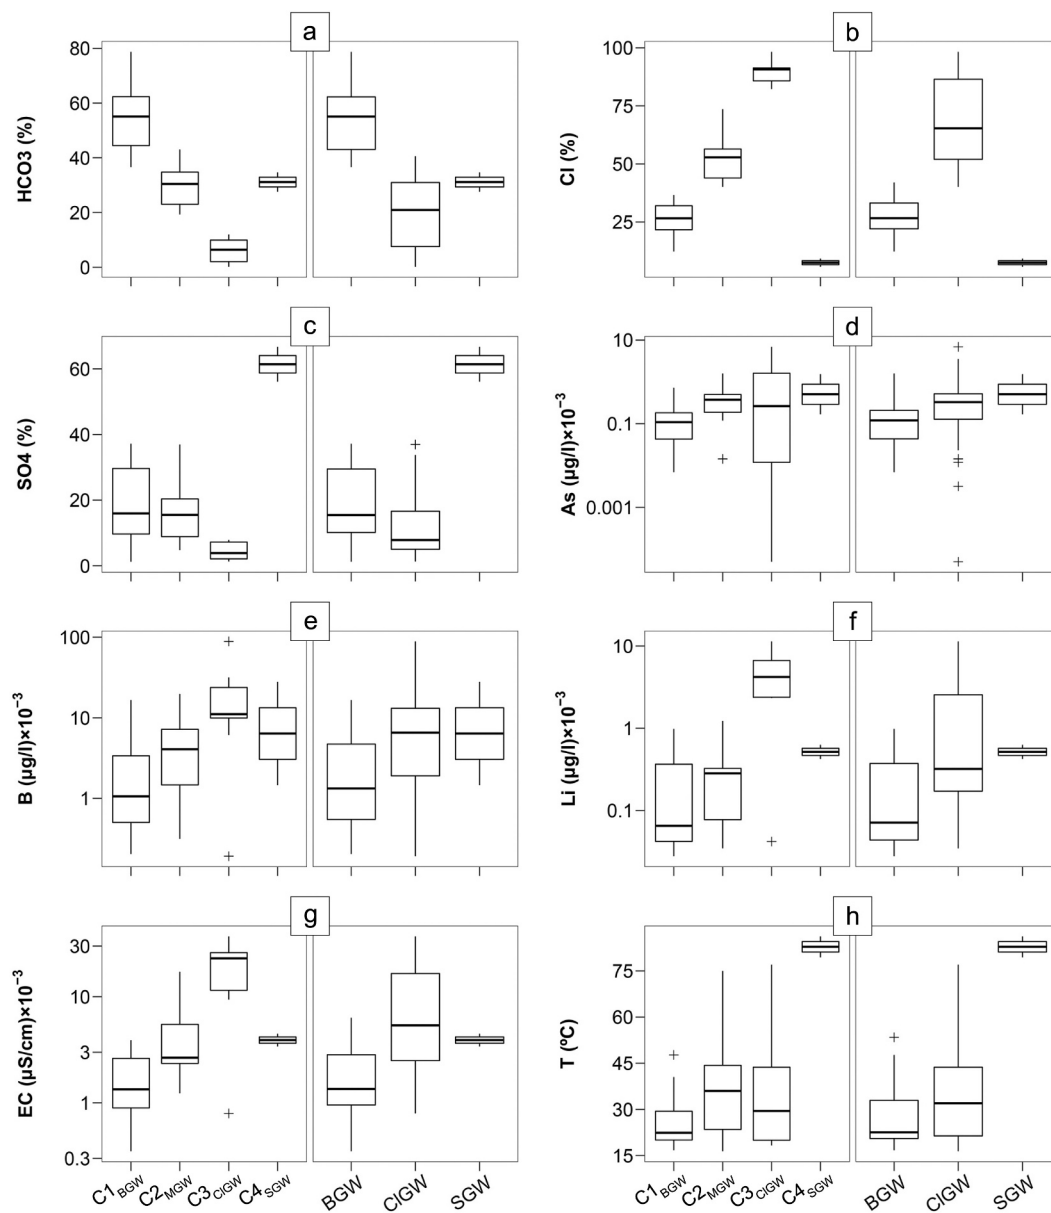 a
b
HCO3 (%)
80
60
40
20
0
Cl (%)
100
75
50
25
c
d
SO4 (%)
60
40
20
0
As (µg/l)×10⁻³
10
0.1
0.001
e
f
B (µg/l)×10⁻³
100
10
1
Li (µg/l)×10⁻³
10
1
0.1
g
h
EC (µS/cm)×10⁻³
30
10
3
1
0.3
T (ºC)
75
60
45
30
15
C1BGW C2MGW C3ClGW C4SGW BGW ClGW SGW
C1BGW C2MGW C3ClGW C4SGW BGW ClGW SGW